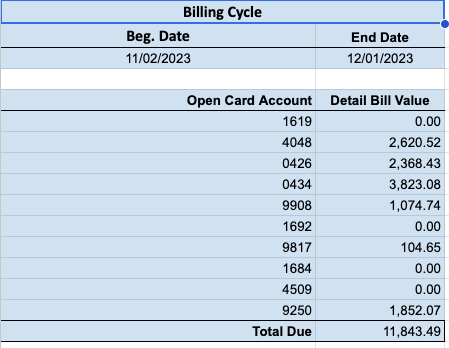 Billing Cycle
Beg. Date End Date
11/02/2023 12/01/2023
Open Card Account Detail Bill Value
1619 0.00
4048 2,620.52
0426 2,368.43
0434 3,823.08
9908 1,074.74
1692 0.00
9817 104.65
1684 0.00
4509 0.00
9250 1,852.07
Total Due 11,843.49